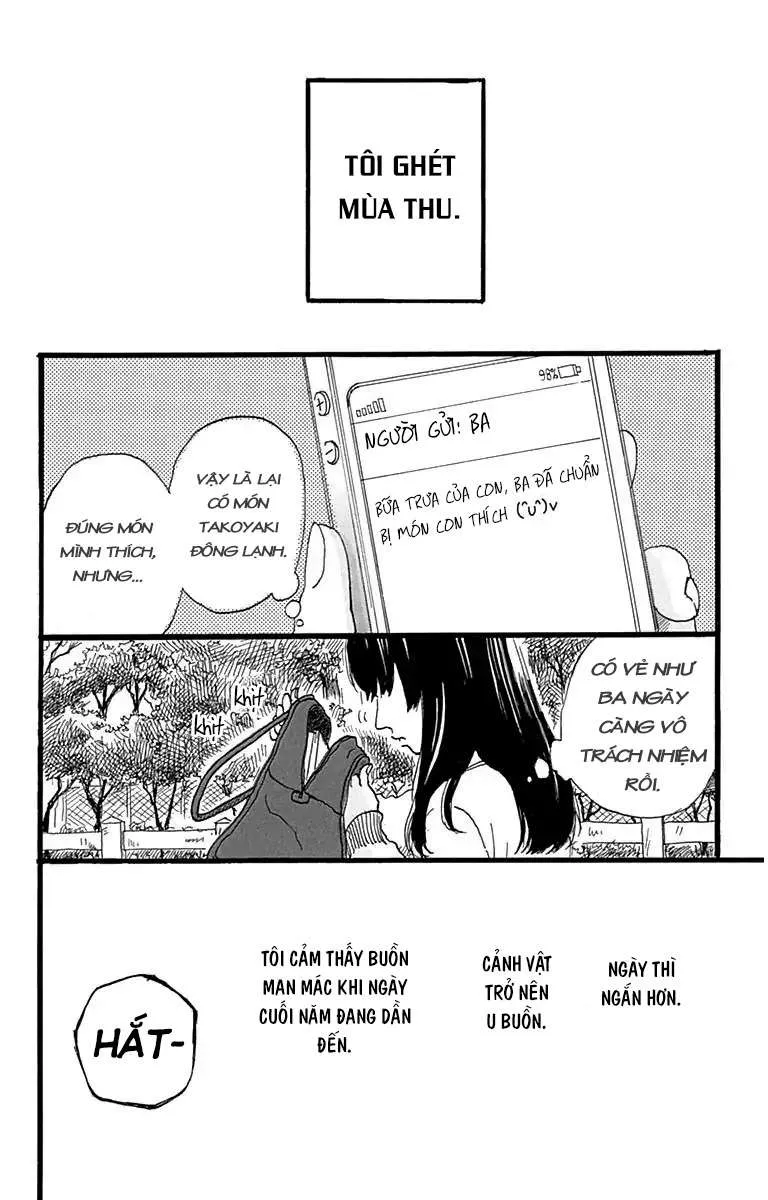 TÔI GHÉT
MÙA THU.
98%
NGƯỜI GỬI: BA
BỮA TRƯA CỦA CON, BA ĐÃ CHUẨN
BỊ MÓN CON THÍCH (^u^)v
VẬY LÀ LẠI
CÓ MÓN
TAKOYAKI
ĐÔNG LẠNH.
ĐÚNG MÓN
MÌNH THÍCH,
NHƯNG...
CÓ VẺ NHƯ
BA NGÀY
CÀNG VÔ
TRÁCH NHIỆM
RỒI.
khịt
khịt
NGÀY THÌ
NGẮN HƠN.
CẢNH VẬT
TRỞ NÊN
U BUỒN.
TÔI CẢM THẤY BUỒN
MAN MÁC KHI NGÀY
CUỐI NĂM ĐANG DẦN
ĐẾN.
HẮT-